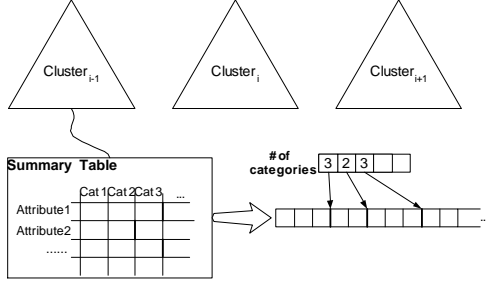 Cluster i-1
Cluster i
Cluster i+1
Summary Table
# of
categories
3 2 3
Cat 1 Cat 2 Cat 3 ...
Attribute1
Attribute2
......
...